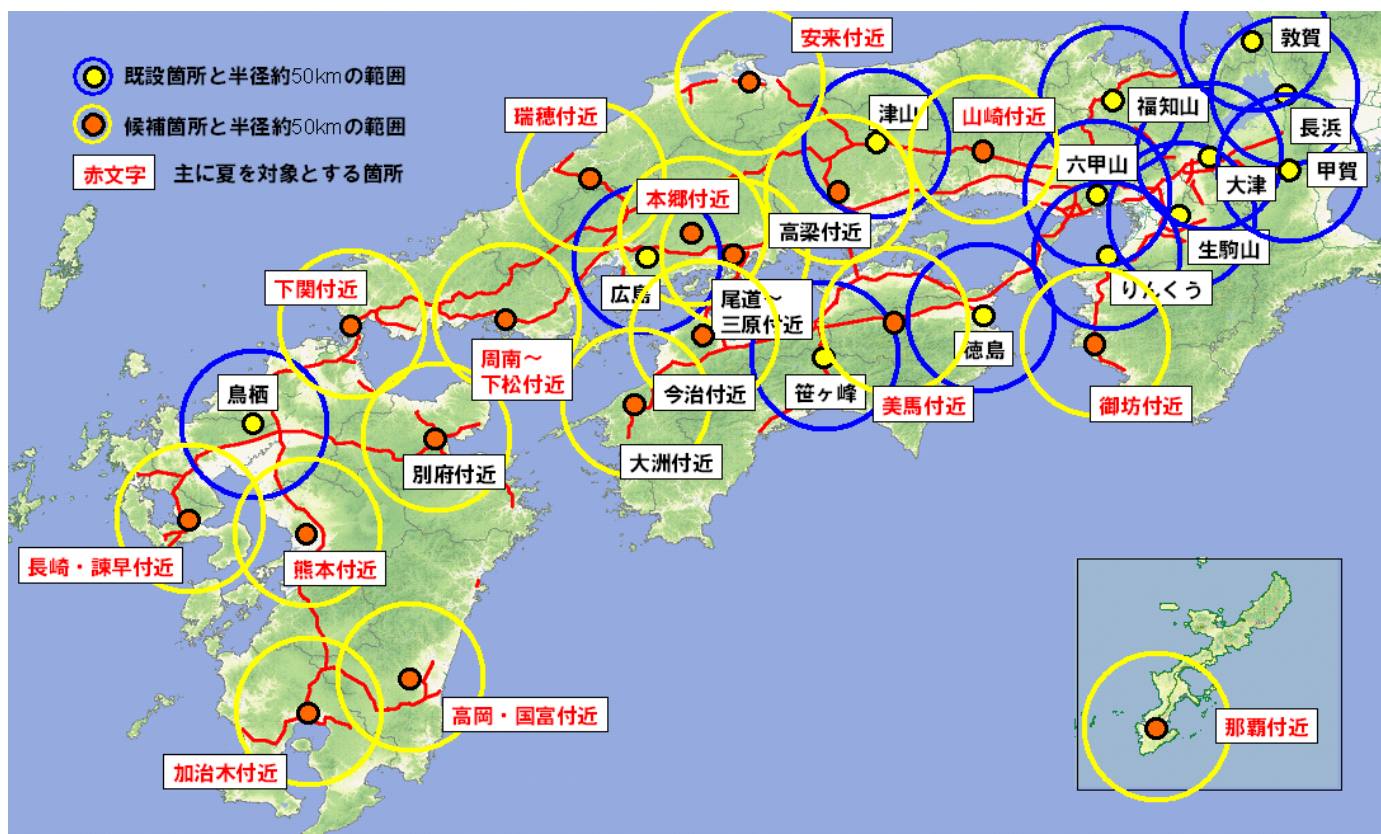 既設箇所と半径約50kmの範囲
候補箇所と半径約50kmの範囲
赤文字 主に夏を対象とする箇所
安来付近
敦賀
瑞穂付近
津山
山崎付近
福知山
長浜
六甲山
大津
甲賀
本郷付近
高梁付近
生駒山
りんくう
下関付近
広島
尾道～
三原付近
周南～
下松付近
徳島
鳥栖
今治付近
笹ヶ峰
美馬付近
御坊付近
別府付近
大洲付近
長崎・諫早付近
熊本付近
高岡・国富付近
那覇付近
加治木付近